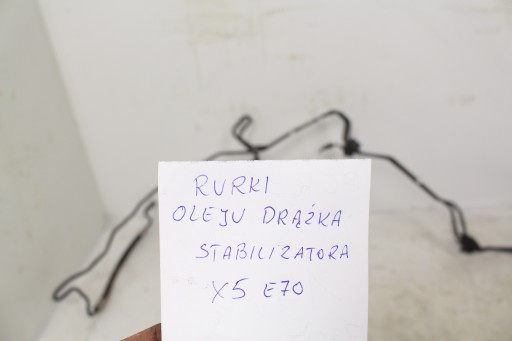 RURKI
OLEJU DRĄŻKA
STABILIZATORA
X5 E70